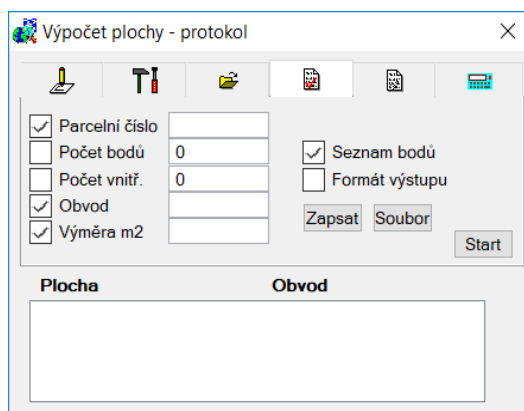 Výpočet plochy - protokol
Parcelní číslo
Počet bodů 0
Seznam bodů
Počet vnitř. 0
Formát výstupu
Obvod
Výměra m2
Zapsat Soubor
Start
Plocha Obvod